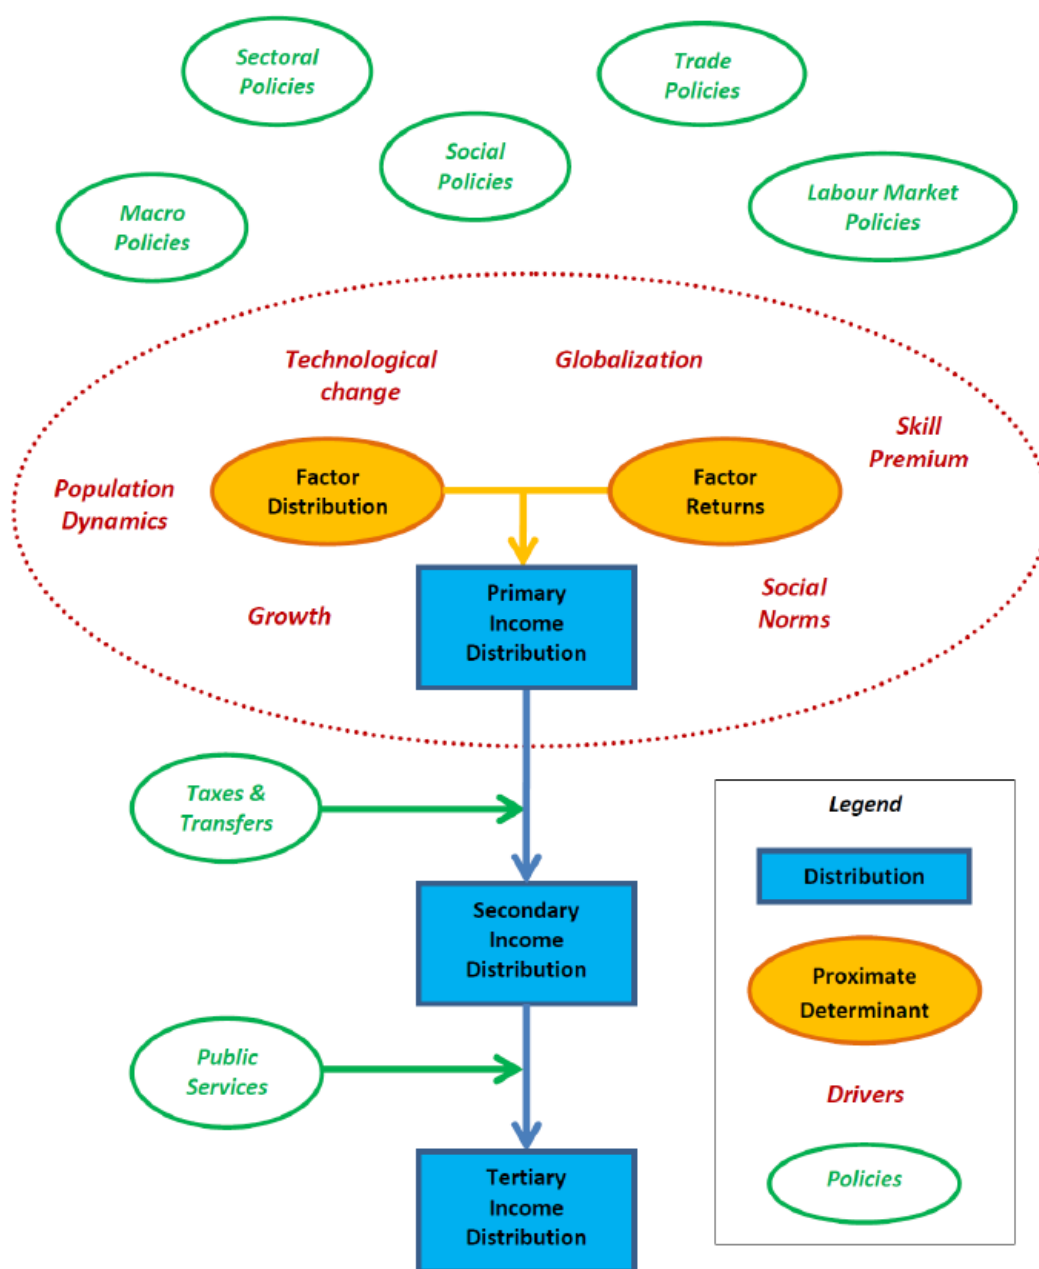 Sectoral
Policies
Trade
Policies
Social
Policies
Labour Market
Policies
Macro
Policies
Technological
change
Globalization
Skill
Premium
Factor
Distribution
Factor
Returns
Population
Dynamics
Primary
Income
Distribution
Social
Norms
Growth
Taxes &
Transfers
Legend
Distribution
Secondary
Income
Distribution
Proximate
Determinant
Public
Services
Drivers
Policies
Tertiary
Income
Distribution